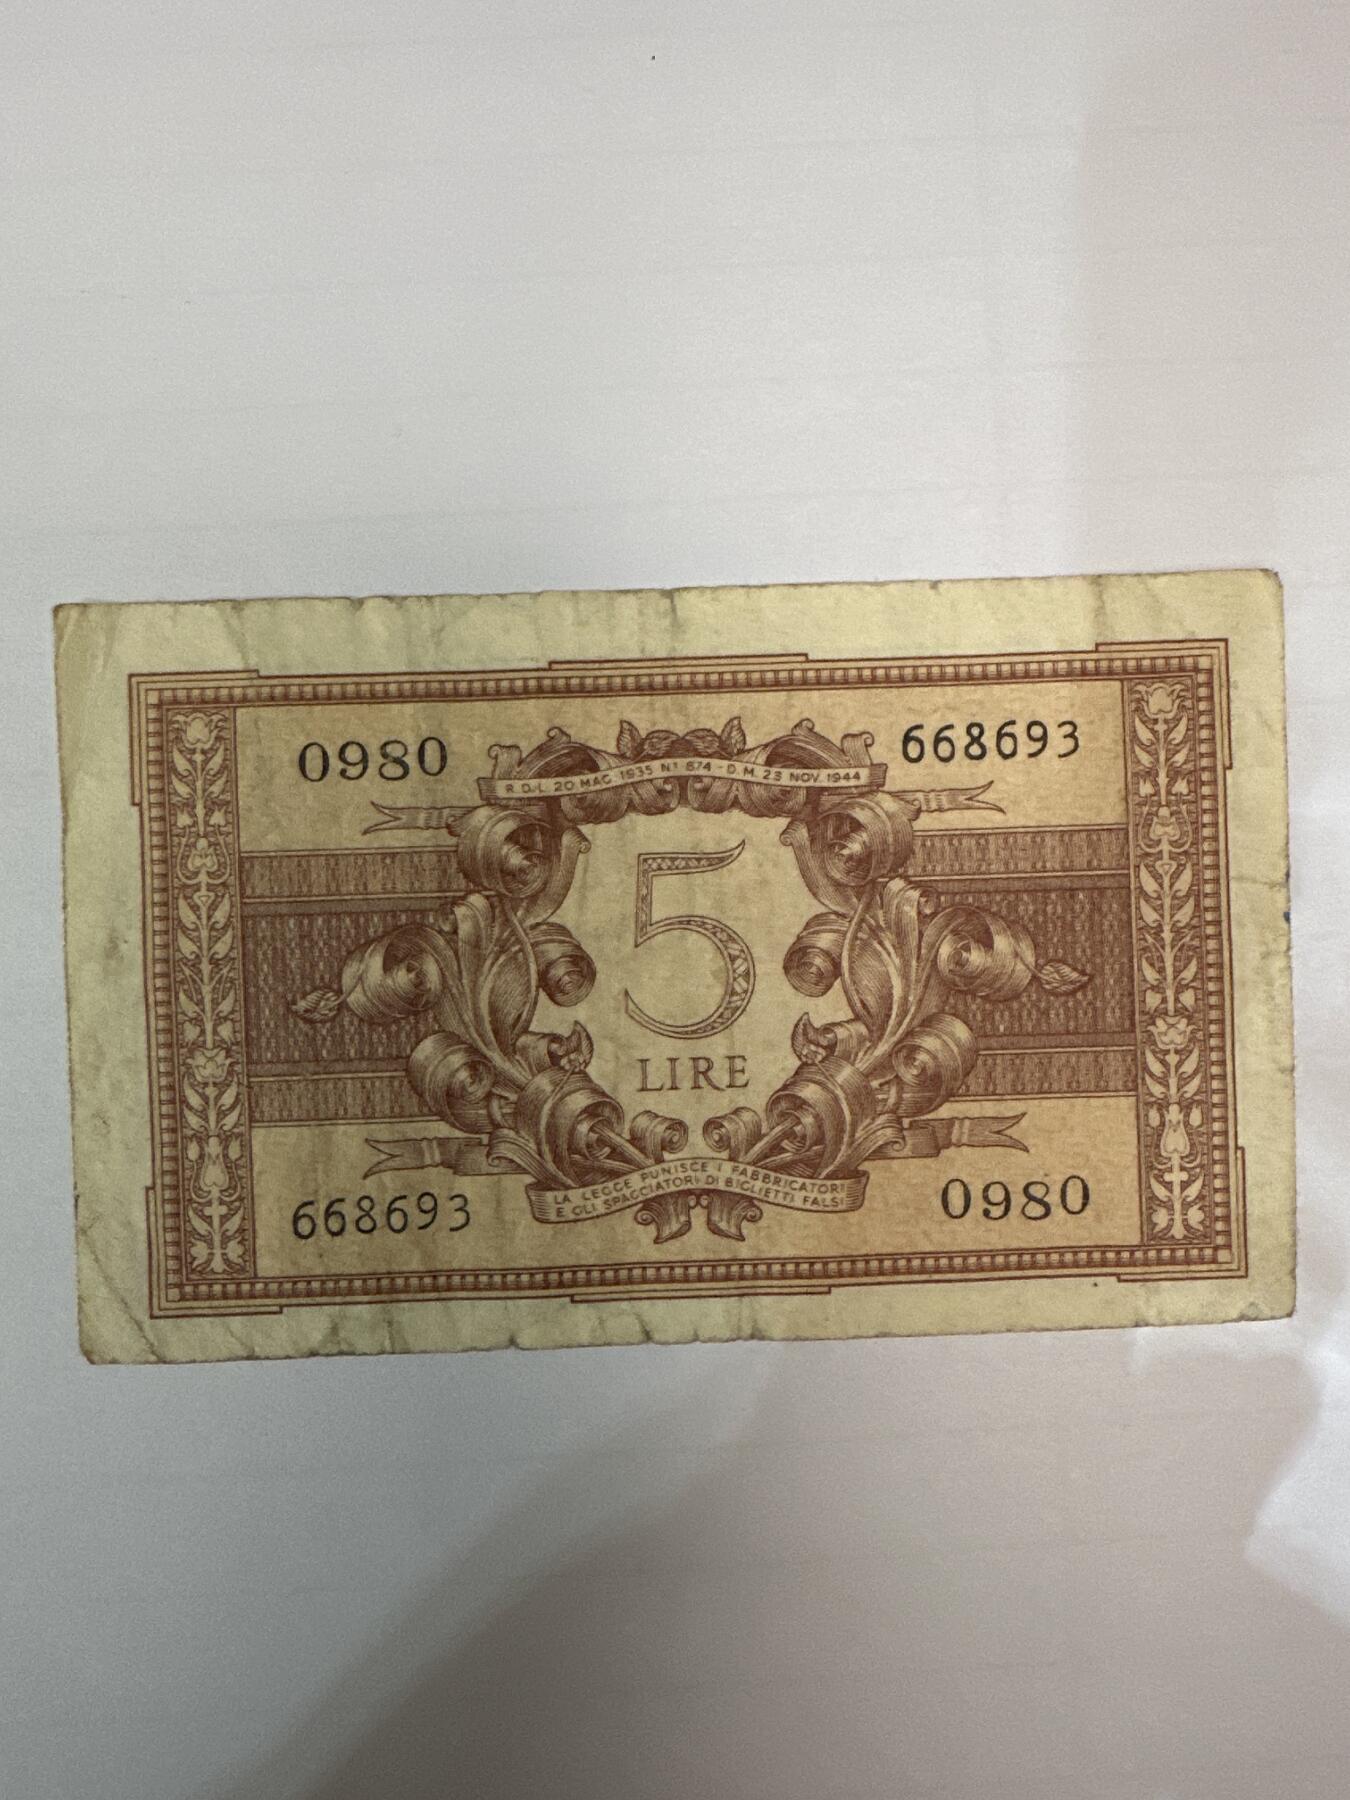 0980
668693
R.D.L. 20 MAG. 1935 Nº 874 - D.M. 23 NOV. 1944
5
LIRE
LA LEGGE PUNISCE I FABBRICATORI
E GLI SPACCIATORI DI BIGLIETTI FALSI
668693
0980